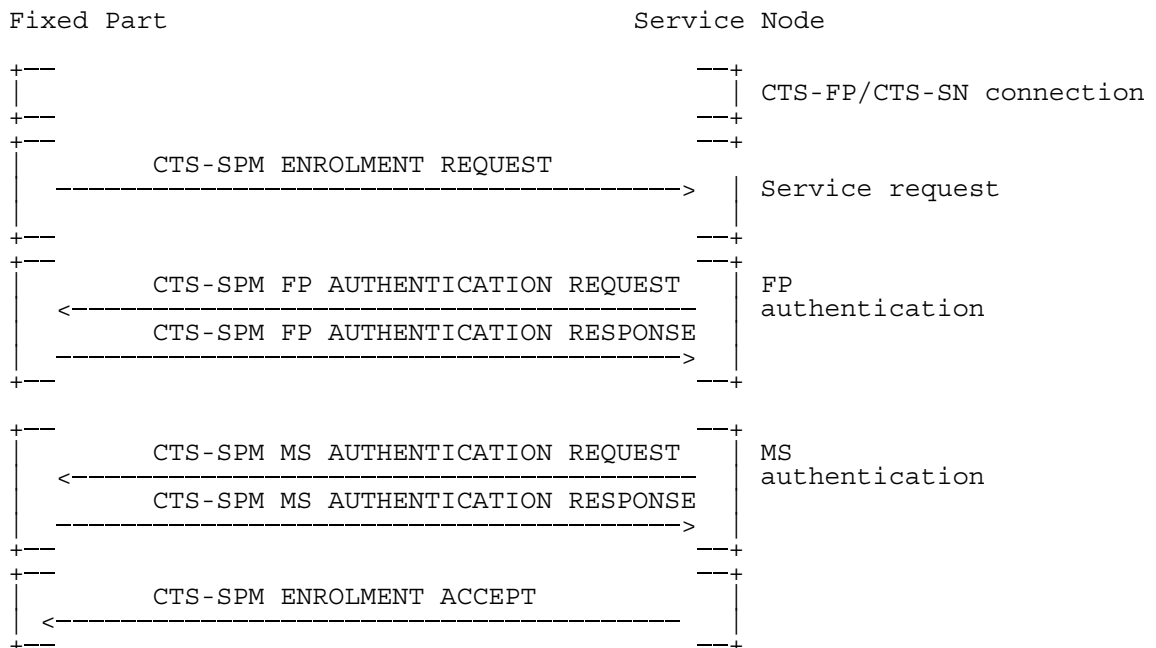 Fixed Part Service Node
CTS-FP/CTS-SN connection
CTS-SPM ENROLMENT REQUEST
Service request
CTS-SPM FP AUTHENTICATION REQUEST FP
authentication
CTS-SPM FP AUTHENTICATION RESPONSE
CTS-SPM MS AUTHENTICATION REQUEST MS
authentication
CTS-SPM MS AUTHENTICATION RESPONSE
CTS-SPM ENROLMENT ACCEPT